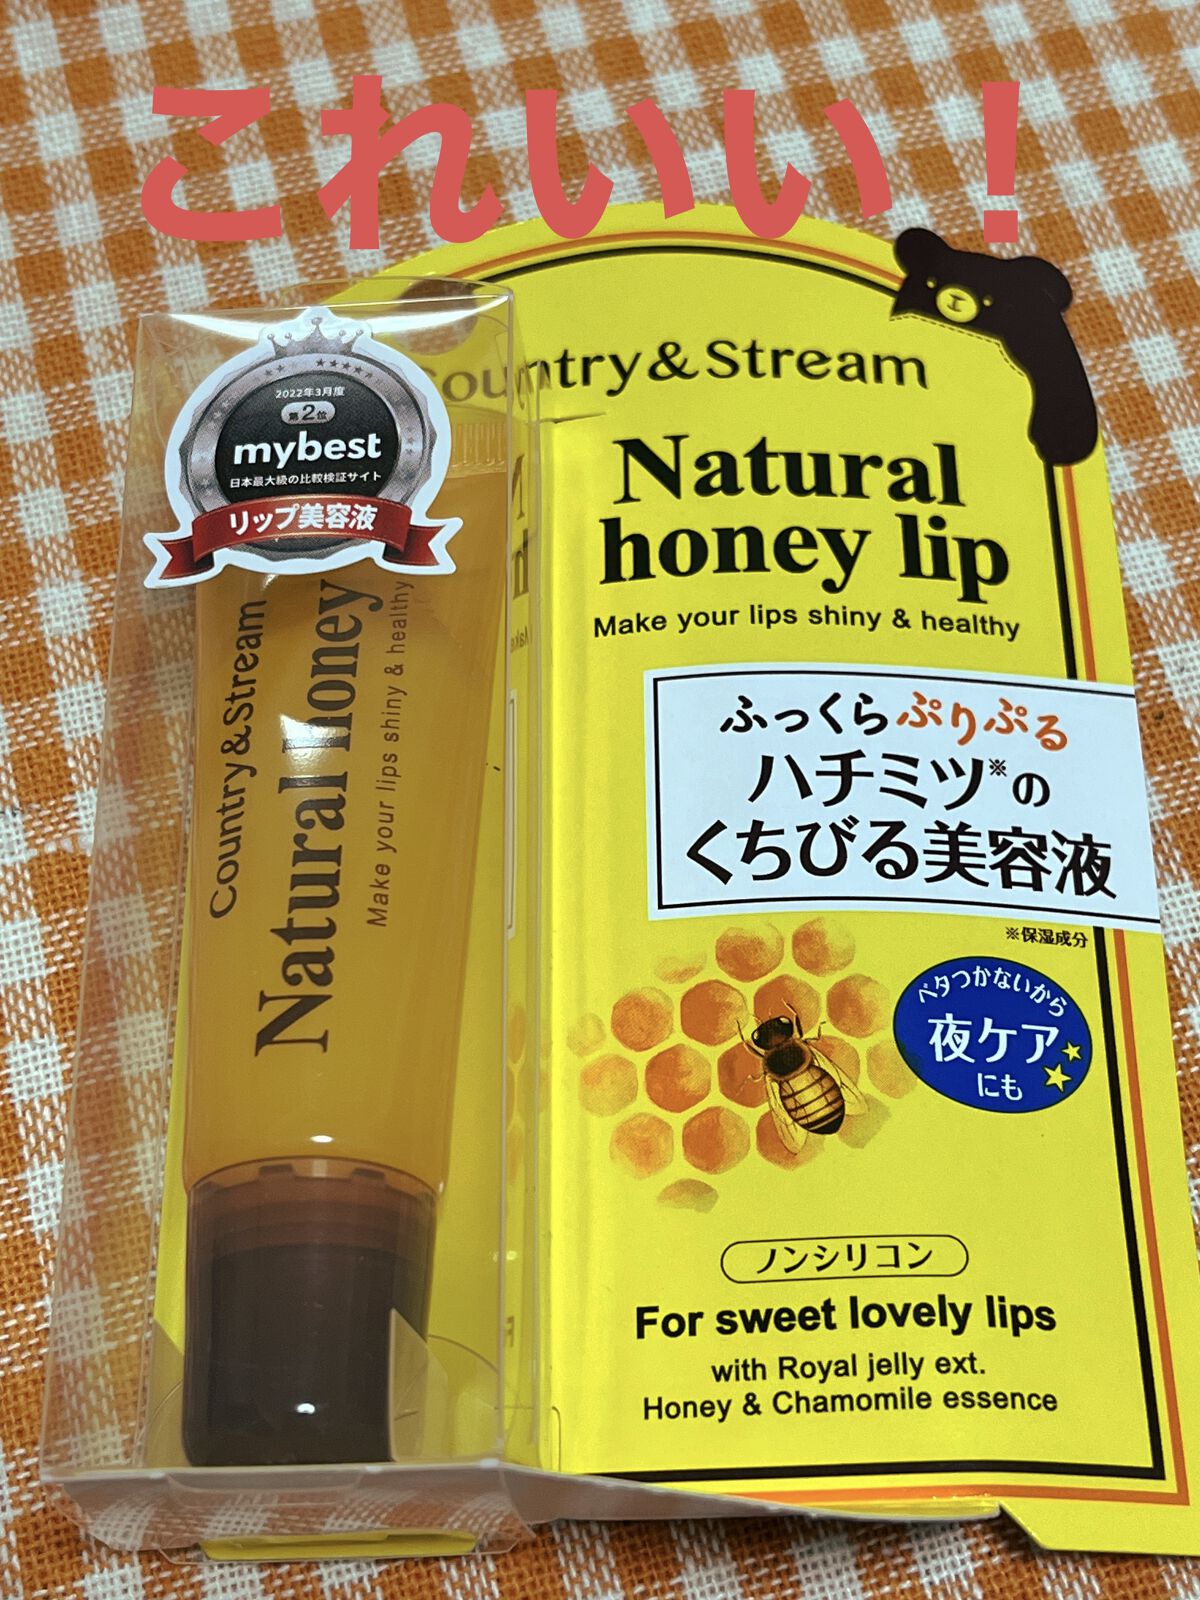 これいい！
2022年3月度
第2位
mybest
日本最大級の比較検証サイト
リップ美容液
Country&Stream
Natural honey
Make your lips shiny & healthy
Country&Stream
Natural
honey lip
Make your lips shiny & healthy
ふっくらぷりぷる
ハチミツ※の
くちびる美容液
※保湿成分
ベタつかないから
夜ケア
にも
ノンシリコン
For sweet lovely lips
with Royal jelly ext.
Honey & Chamomile essence